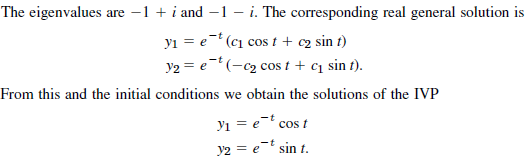 The eigenvalues are −1 + i and −1 − i. The corresponding real general solution is
y₁ = e⁻ᵗ(c₁ cos t + c₂ sin t)
y₂ = e⁻ᵗ(−c₂ cos t + c₁ sin t).
From this and the initial conditions we obtain the solutions of the IVP
y₁ = e⁻ᵗ cos t
y₂ = e⁻ᵗ sin t.